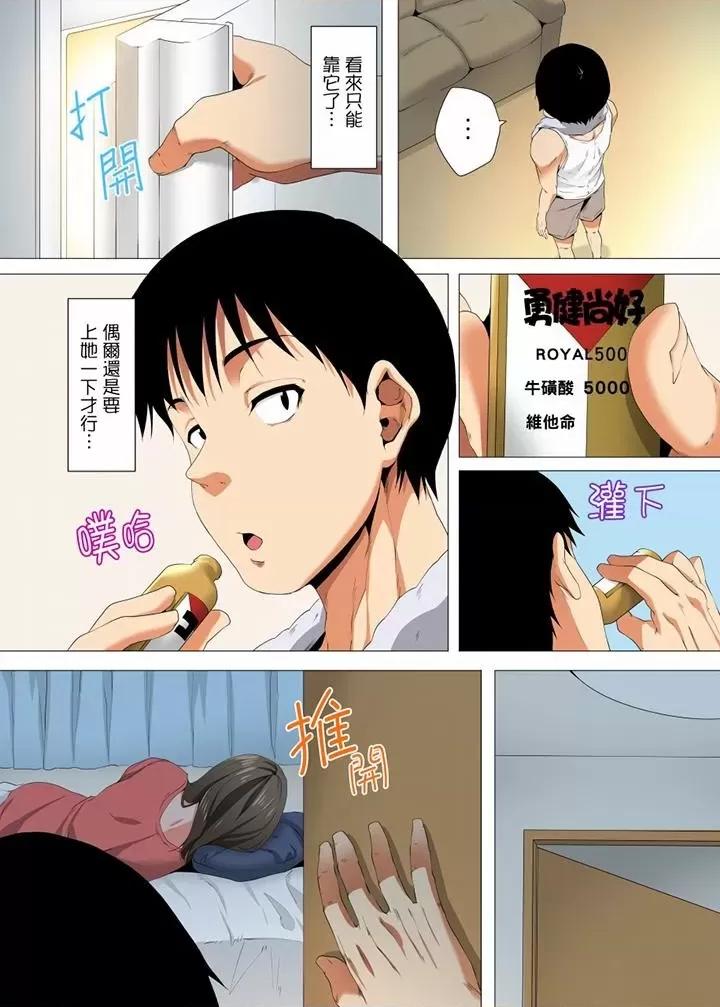 …
看來只能
靠它了…
打開
勇健尚好
ROYAL500
牛磺酸 5000
維他命
偶爾還是要
上她一下才行…
噗哈
灌下
推開